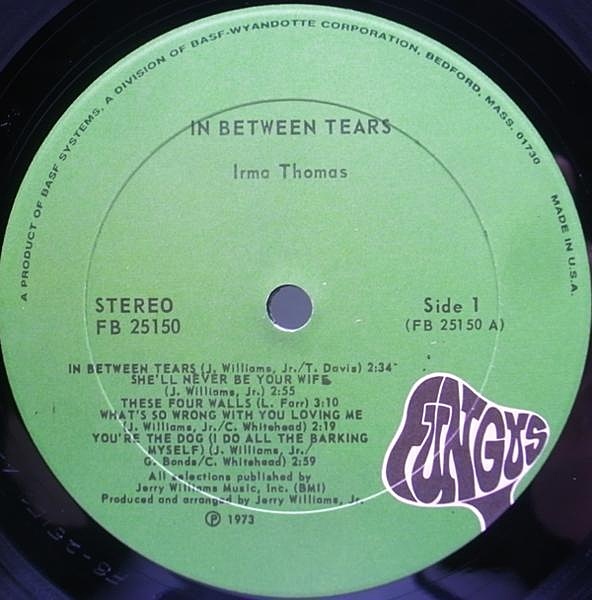 A PRODUCT OF BASF SYSTEMS, A DIVISION OF BASF-WYANDOTTE CORPORATION, BEDFORD, MASS. 01730
MADE IN U.S.A.
IN BETWEEN TEARS
Irma Thomas
STEREO
FB 25150
Side 1
(FB 25150 A)
IN BETWEEN TEARS (J. Williams, Jr./T. Davis) 2:34
SHE'LL NEVER BE YOUR WIFE
(J. Williams, Jr.) 2:55
THESE FOUR WALLS (L. Farr) 3:10
WHAT'S SO WRONG WITH YOU LOVING ME
(J. Williams, Jr./C. Whitehead) 2:19
YOU'RE THE DOG (I DO ALL THE BARKING
MYSELF) (J. Williams, Jr./
G. Bonds/C. Whitehead) 2:59
All selections published by
Jerry Williams Music, Inc. (BMI)
Produced and arranged by Jerry Williams, Jr.
℗ 1973
FUNGUS